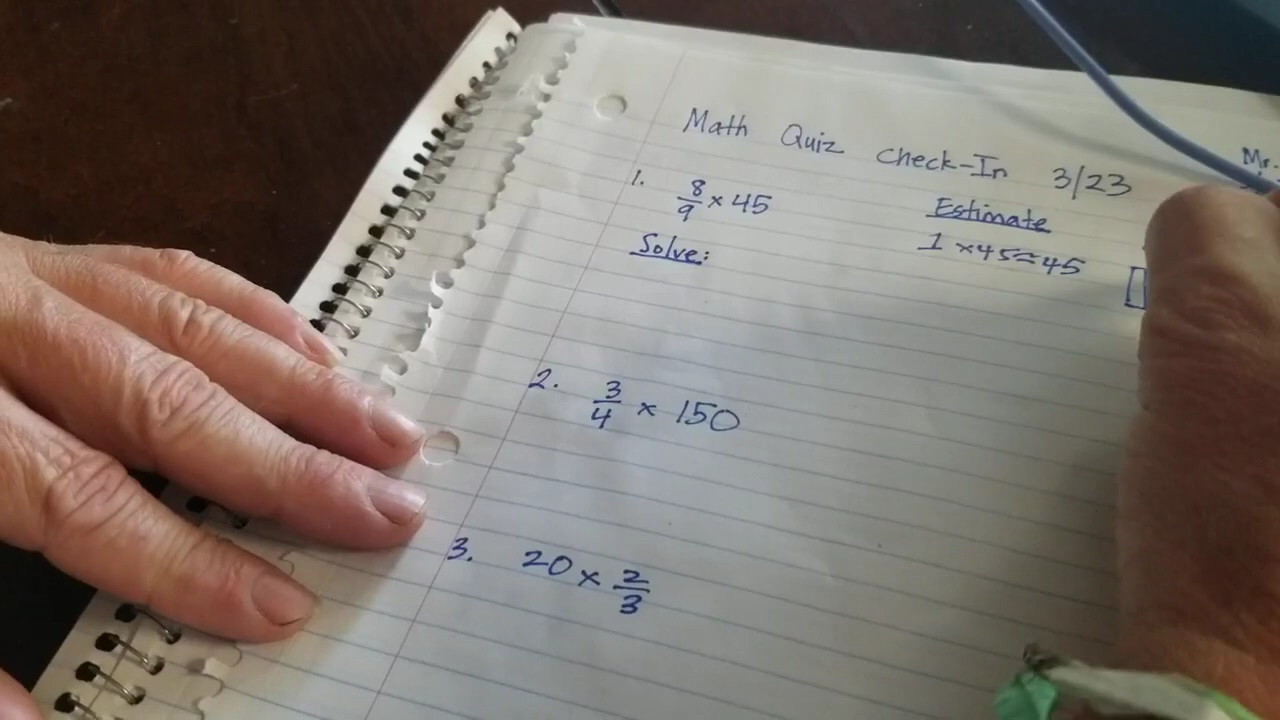 Math Quiz Check-In 3/23
Mr.
1. 8/9 × 45
Estimate
1 × 45 ≈ 45
Solve:
2. 3/4 × 150
3. 20 × 2/3